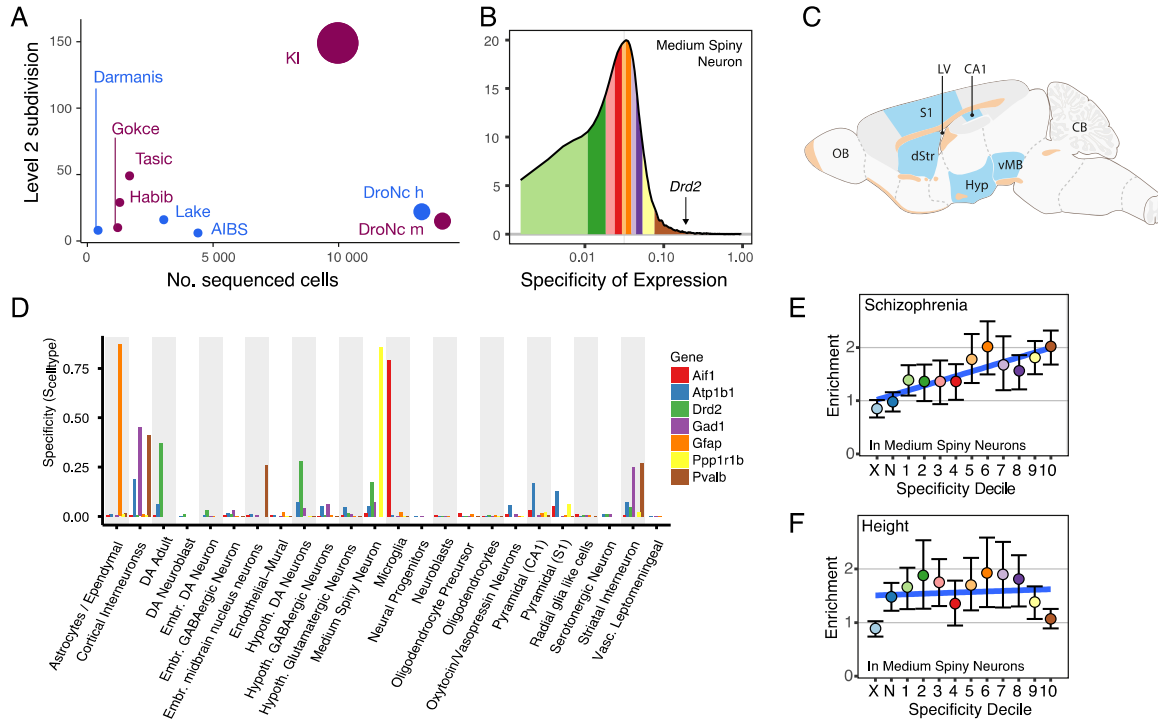 A
Level 2 subdivision
150
100
50
0
0
5 000
10 000
No. sequenced cells
KI
Darmanis
Gokce
Tasic
Habib
Lake
AIBS
DroNc h
DroNc m
B
Medium Spiny
Neuron
20
15
10
5
0
Drd2
0.01
0.10
1.00
Specificity of Expression
C
LV
CA1
S1
CB
OB
dStr
vMB
Hyp
D
Specificity (Scelltype)
0.75
0.50
0.25
0.00
Astrocytes / Ependymal
Cortical Interneuronss
DA Adult
DA Neuroblast
Embr. DA Neuron
Embr. GABAergic Neuron
Embr. midbrain nucleus neurons
Endothelial–Mural
Hypoth. DA Neurons
Hypoth. GABAergic Neurons
Hypoth. Glutamatergic Neurons
Medium Spiny Neuron
Microglia
Neural Progenitors
Neuroblasts
Oligodendrocyte Precursor
Oligodendrocytes
Oxytocin/Vasopressin Neurons
Pyramidal (CA1)
Pyramidal (S1)
Radial glia like cells
Serotonergic Neuron
Striatal Interneuron
Vasc. Leptomeningeal
Gene
Aif1
Atp1b1
Drd2
Gad1
Gfap
Ppp1r1b
Pvalb
E
Schizophrenia
Enrichment
2
1
0
In Medium Spiny Neurons
X N 1 2 3 4 5 6 7 8 9 10
Specificity Decile
F
Height
Enrichment
2
1
0
In Medium Spiny Neurons
X N 1 2 3 4 5 6 7 8 9 10
Specificity Decile